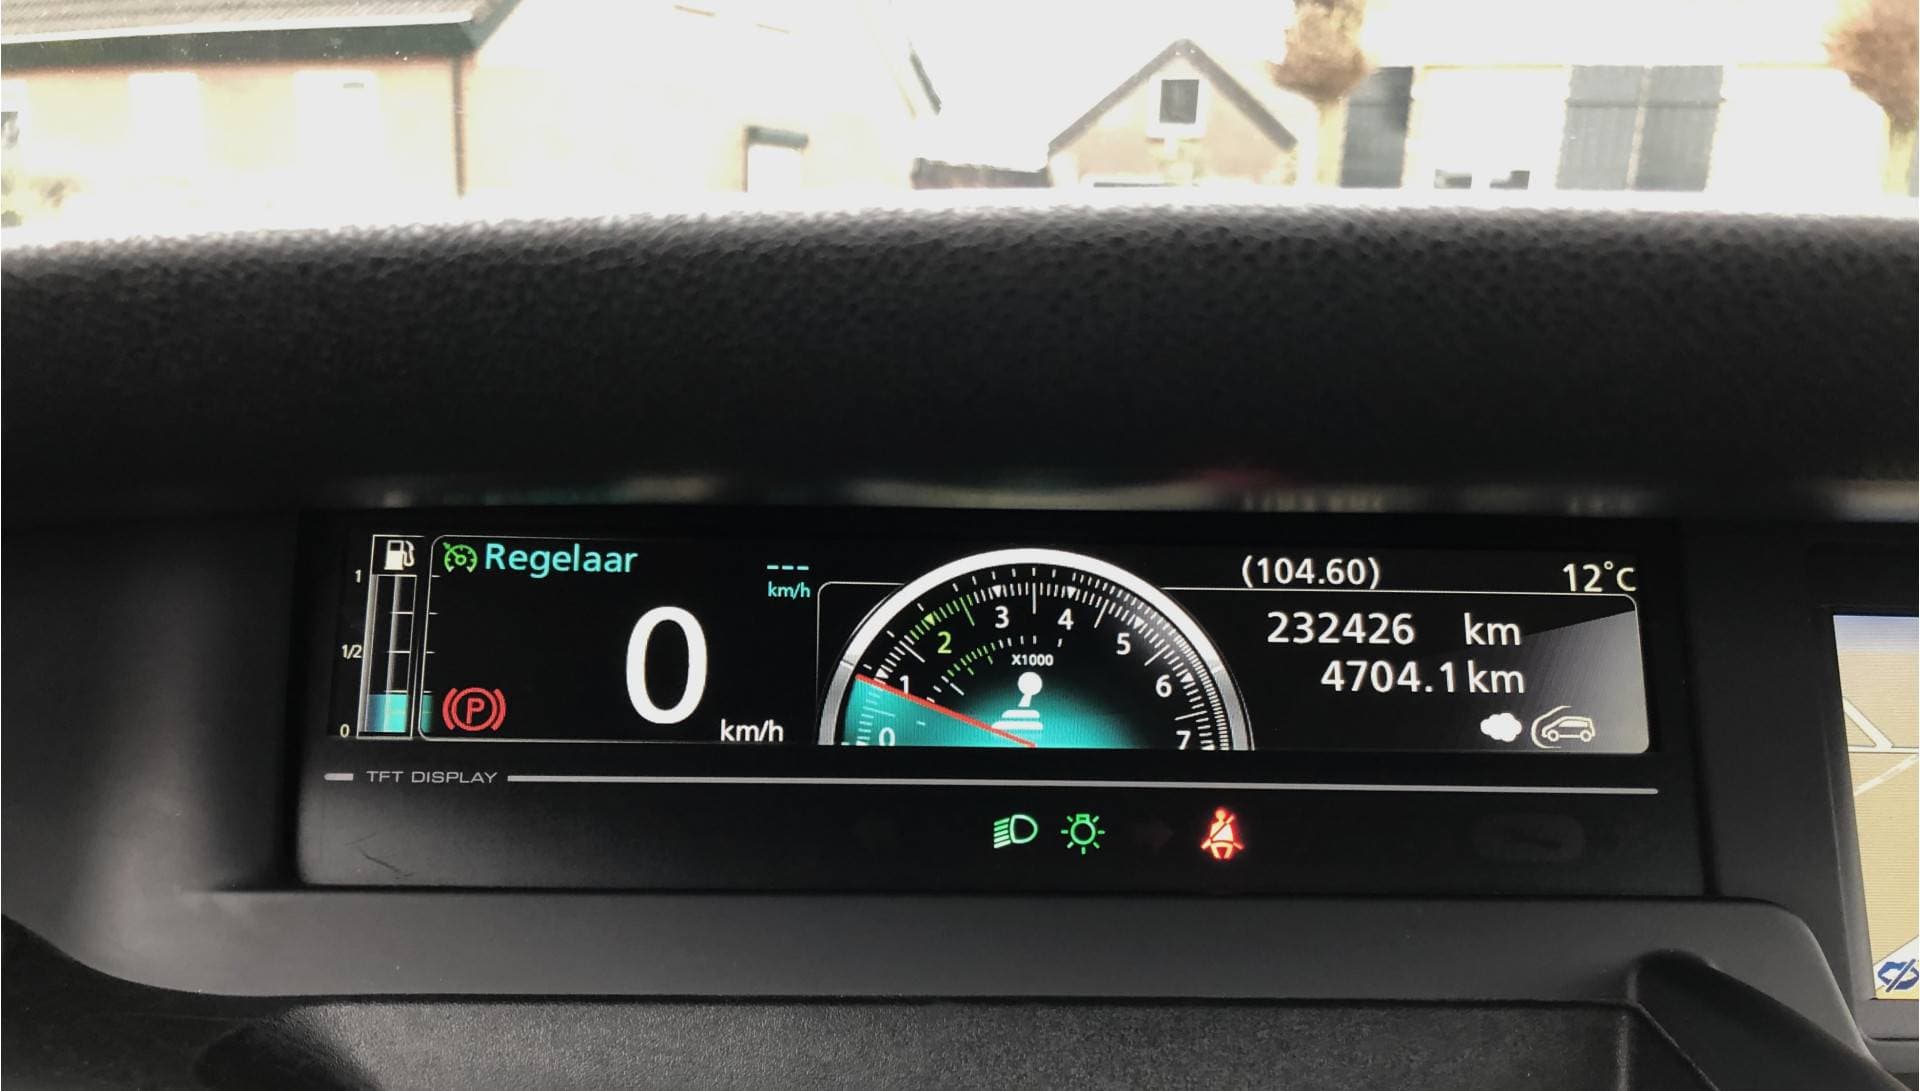 1
1/2
0
Regelaar
---
km/h
0
km/h
P
0
1
2
3
4
5
6
7
X1000
(104.60)
12°C
232426 km
4704.1 km
TFT DISPLAY